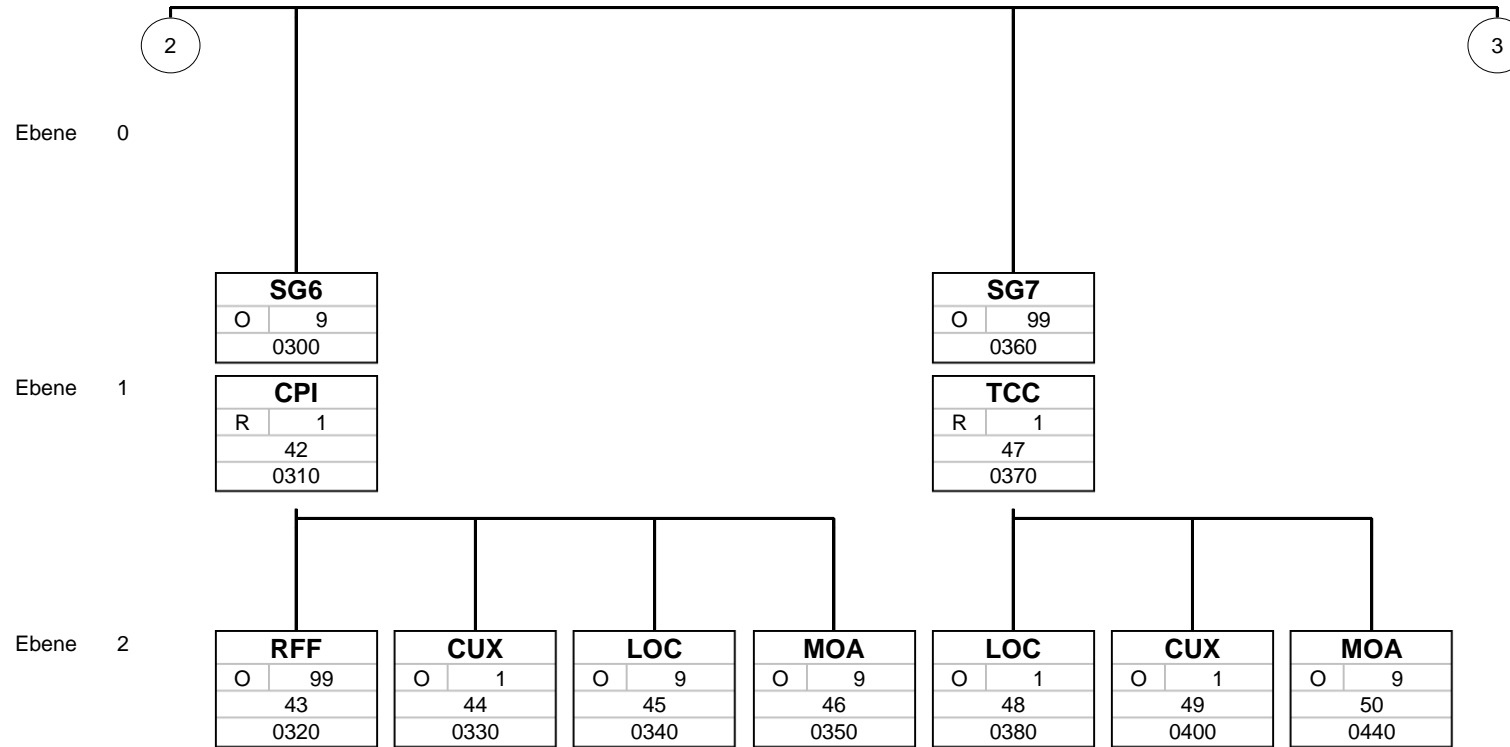 2 3
Ebene 0
SG6 SG7
O 9 O 99
0300 0360
Ebene 1
CPI TCC
R 1 R 1
42 47
0310 0370
Ebene 2
RFF CUX LOC MOA LOC CUX MOA
O 99 O 1 O 9 O 9 O 1 O 1 O 9
43 44 45 46 48 49 50
0320 0330 0340 0350 0380 0400 0440